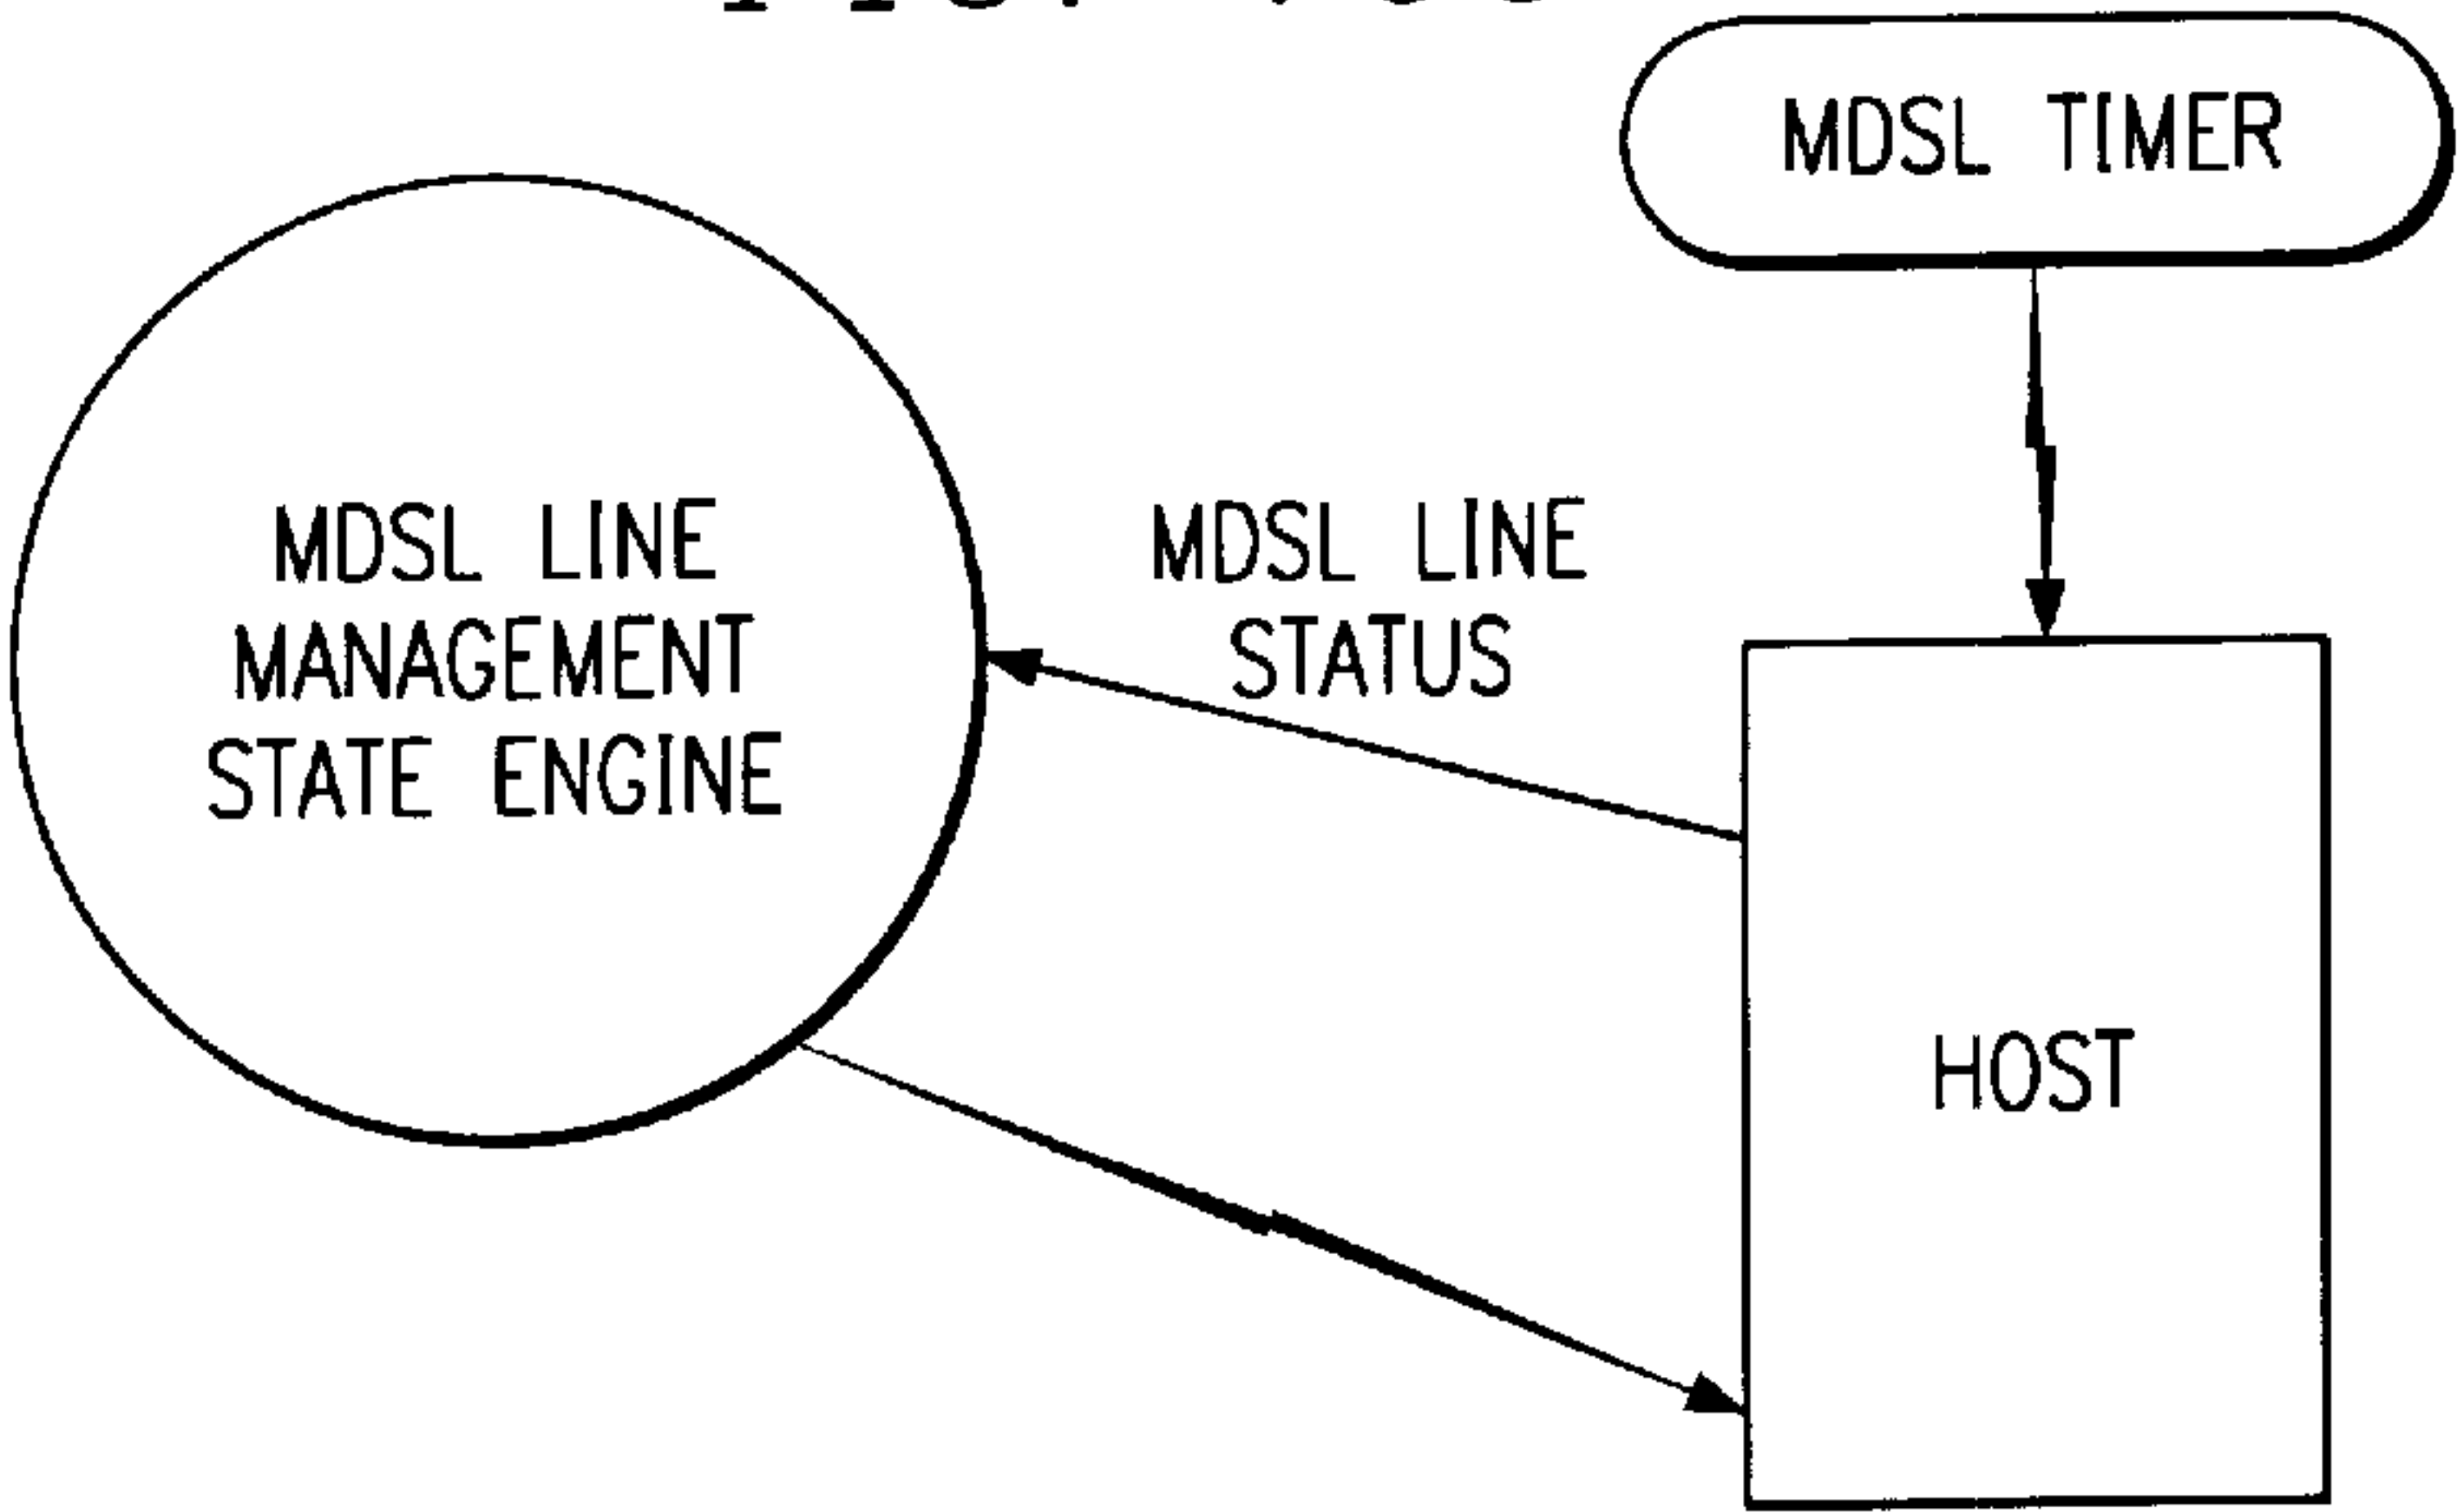 MDSL TIMER
MDSL LINE
MANAGEMENT
STATE ENGINE
MDSL LINE
STATUS
HOST